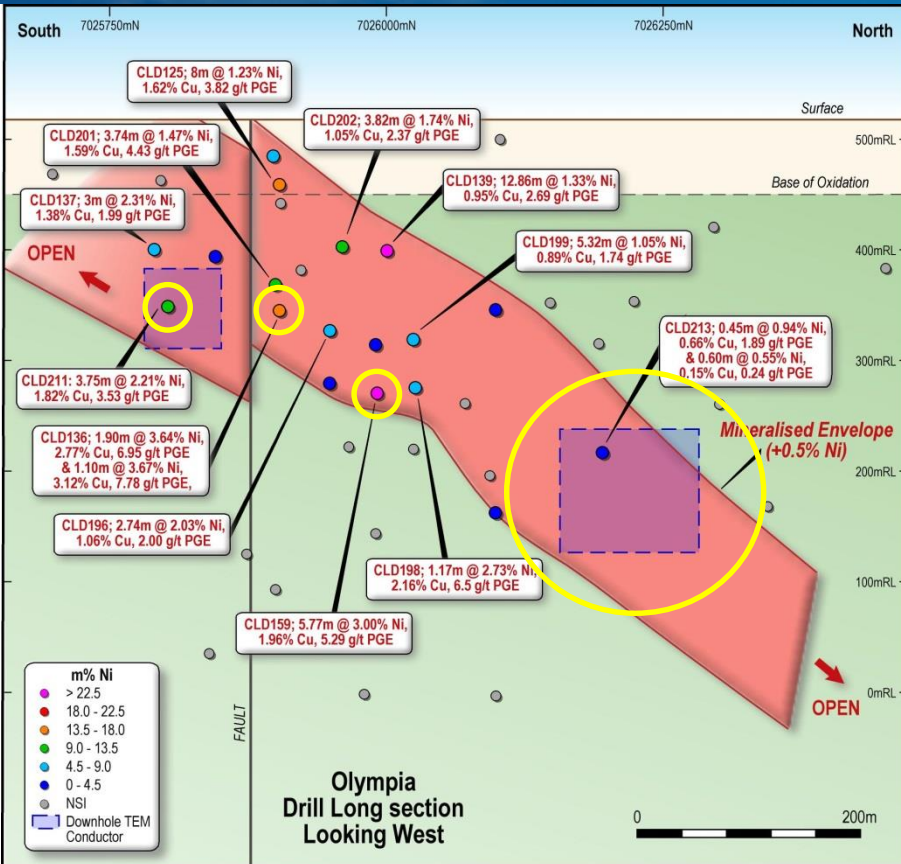 South
7025750mN
7026000mN
7026250mN
North
CLD125; 8m @ 1.23% Ni,
1.62% Cu, 3.82 g/t PGE
CLD202; 3.82m @ 1.74% Ni,
1.05% Cu, 2.37 g/t PGE
Surface
CLD201; 3.74m @ 1.47% Ni,
1.59% Cu, 4.43 g/t PGE
500mRL
CLD139; 12.86m @ 1.33% Ni,
0.95% Cu, 2.69 g/t PGE
Base of Oxidation
CLD137; 3m @ 2.31% Ni,
1.38% Cu, 1.99 g/t PGE
CLD199; 5.32m @ 1.05% Ni,
0.89% Cu, 1.74 g/t PGE
OPEN
400mRL
CLD213; 0.45m @ 0.94% Ni,
0.66% Cu, 1.89 g/t PGE
& 0.60m @ 0.55% Ni,
0.15% Cu, 0.24 g/t PGE
300mRL
CLD211: 3.75m @ 2.21% Ni,
1.82% Cu, 3.53 g/t PGE
CLD136; 1.90m @ 3.64% Ni,
2.77% Cu, 6.95 g/t PGE
& 1.10m @ 3.67% Ni,
3.12% Cu, 7.78 g/t PGE,
Mineralised Envelope
(+0.5% Ni)
200mRL
CLD196; 2.74m @ 2.03% Ni,
1.06% Cu, 2.00 g/t PGE
CLD198; 1.17m @ 2.73% Ni,
2.16% Cu, 6.5 g/t PGE
100mRL
CLD159; 5.77m @ 3.00% Ni,
1.96% Cu, 5.29 g/t PGE
0mRL
OPEN
FAULT
m% Ni
> 22.5
18.0 - 22.5
13.5 - 18.0
9.0 - 13.5
4.5 - 9.0
0 - 4.5
NSI
Downhole TEM
Conductor
Olympia
Drill Long section
Looking West
0
200m